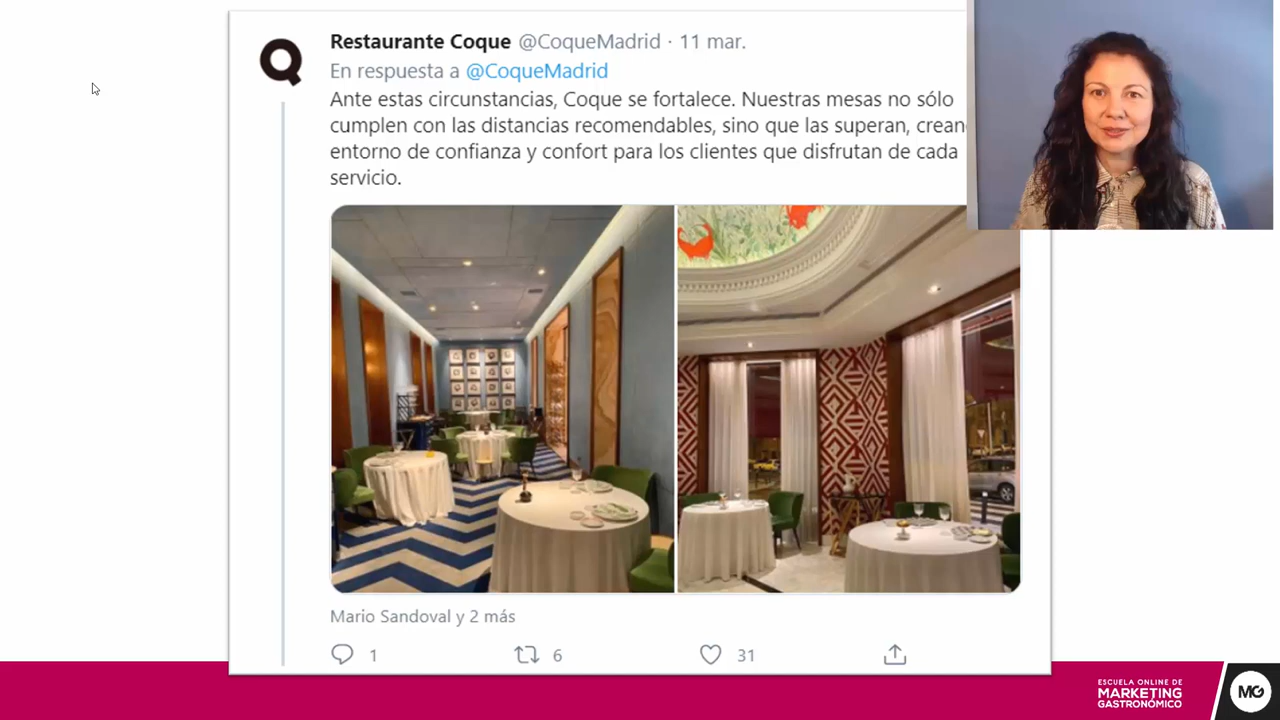 Restaurante Coque @CoqueMadrid · 11 mar.
En respuesta a @CoqueMadrid
Ante estas circunstancias, Coque se fortalece. Nuestras mesas no sólo
cumplen con las distancias recomendables, sino que las superan,
entorno de confianza y confort para los clientes que disfrutan de cada
servicio.
Mario Sandoval y 2 más
1 6 31
ESCUELA ONLINE DE
MARKETING
GASTRONÓMICO
MG